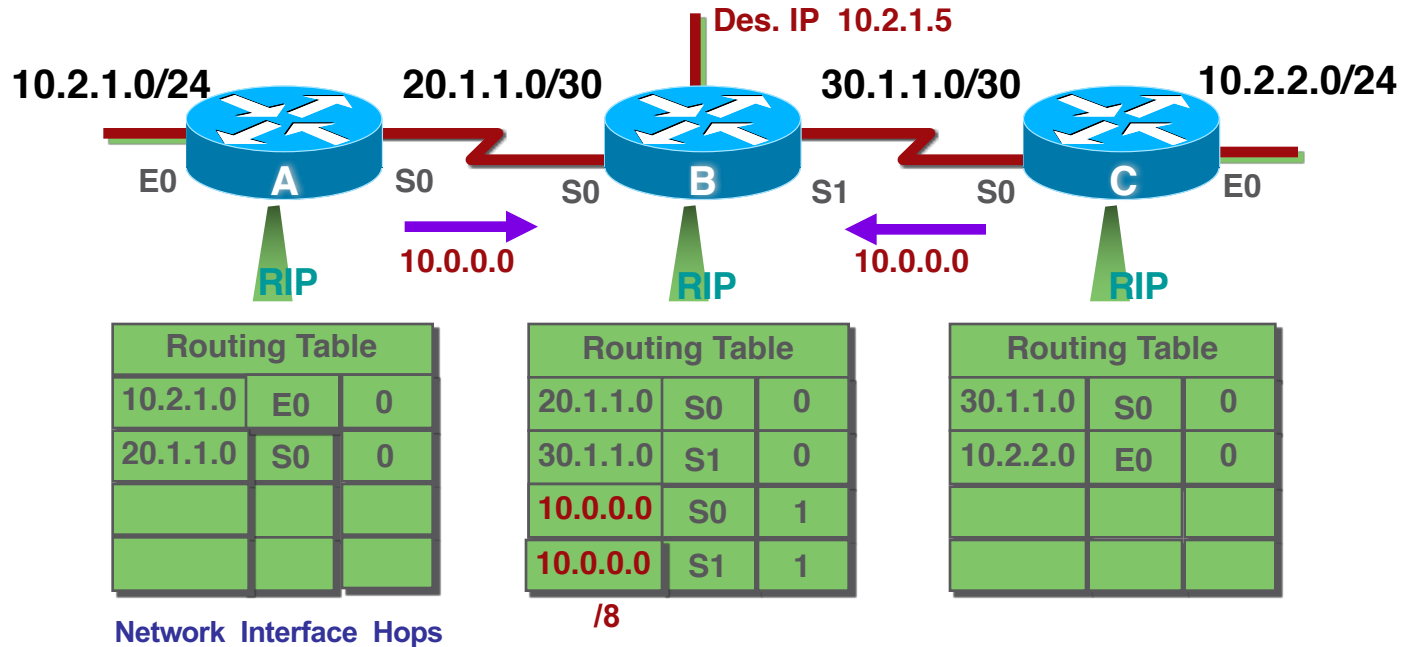 Des. IP 10.2.1.5
10.2.1.0/24
20.1.1.0/30
30.1.1.0/30
10.2.2.0/24
E0
A
S0
S0
B
S1
S0
C
E0
10.0.0.0
10.0.0.0
RIP
RIP
RIP
Routing Table
10.2.1.0 E0 0
20.1.1.0 S0 0
Network Interface Hops
Routing Table
20.1.1.0 S0 0
30.1.1.0 S1 0
10.0.0.0 S0 1
10.0.0.0 S1 1
/8
Routing Table
30.1.1.0 S0 0
10.2.2.0 E0 0